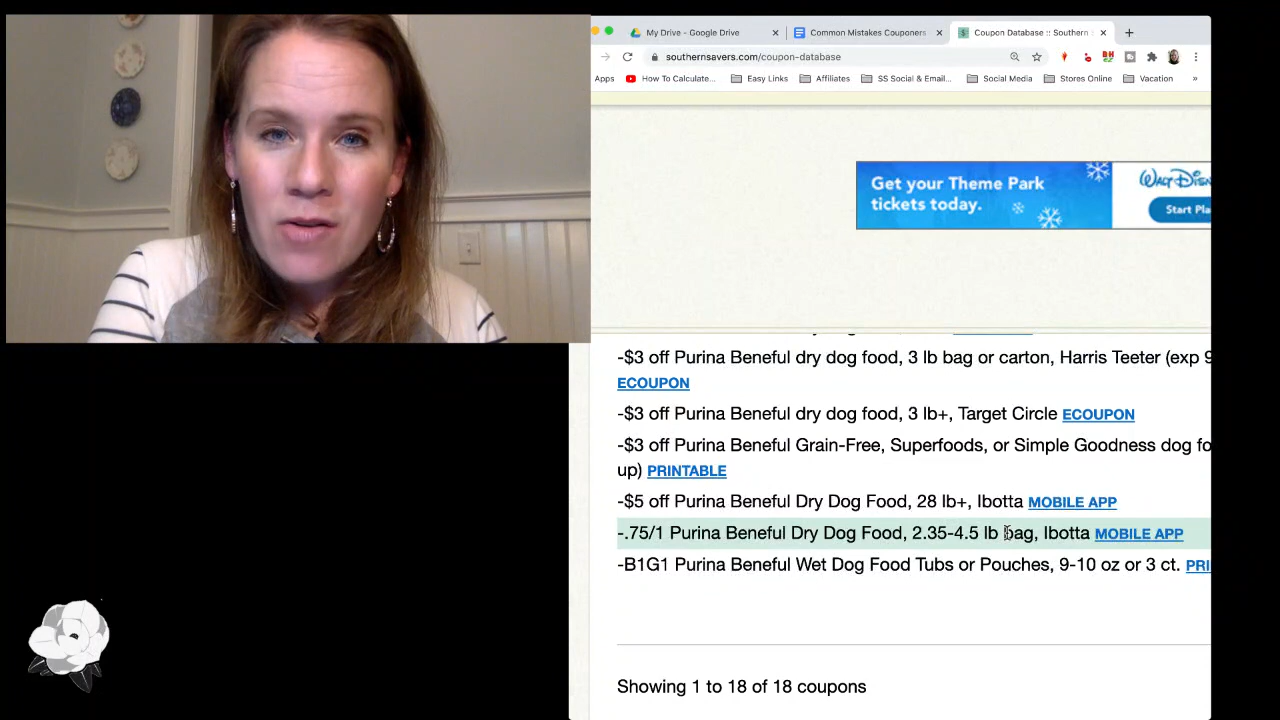 My Drive - Google Drive
Common Mistakes Couponers
Coupon Database :: Southern
southernsavers.com/coupon-database
Apps
How To Calculate...
Easy Links
Affiliates
SS Social & Email...
Social Media
Stores Online
Vacation
Get your Theme Park
tickets today.
WALT DISN
Start Pla
-$3 off Purina Beneful dry dog food, 3 lb bag or carton, Harris Teeter (exp 9
ECOUPON
-$3 off Purina Beneful dry dog food, 3 lb+, Target Circle ECOUPON
-$3 off Purina Beneful Grain-Free, Superfoods, or Simple Goodness dog fo
up) PRINTABLE
-$5 off Purina Beneful Dry Dog Food, 28 lb+, Ibotta MOBILE APP
-.75/1 Purina Beneful Dry Dog Food, 2.35-4.5 lb bag, Ibotta MOBILE APP
-B1G1 Purina Beneful Wet Dog Food Tubs or Pouches, 9-10 oz or 3 ct. PRI
Showing 1 to 18 of 18 coupons